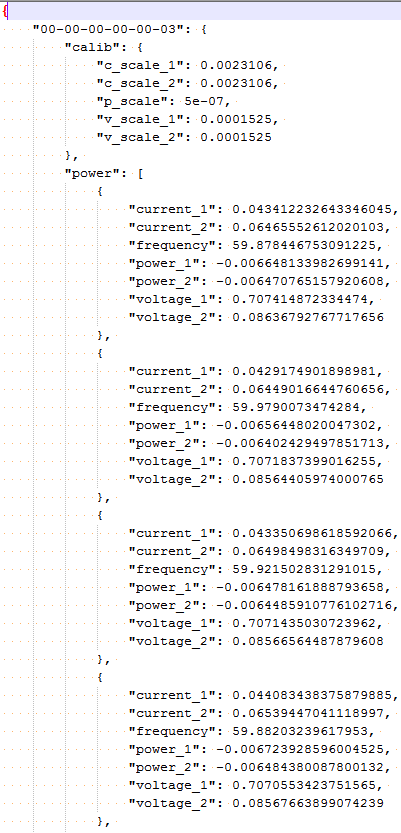 {
"00-00-00-00-00-03": {
"calib": {
"c_scale_1": 0.0023106,
"c_scale_2": 0.0023106,
"p_scale": 5e-07,
"v_scale_1": 0.0001525,
"v_scale_2": 0.0001525
},
"power": [
{
"current_1": 0.043412232643346045,
"current_2": 0.06465552612020103,
"frequency": 59.878446753091225,
"power_1": -0.006648133982699141,
"power_2": -0.006470765157920608,
"voltage_1": 0.707414872334474,
"voltage_2": 0.08636792767717656
},
{
"current_1": 0.0429174901898981,
"current_2": 0.06449016644760656,
"frequency": 59.9790073474284,
"power_1": -0.00656448020047302,
"power_2": -0.006402429497851713,
"voltage_1": 0.7071837399016255,
"voltage_2": 0.08564405974000765
},
{
"current_1": 0.043350698618592066,
"current_2": 0.06498498316349709,
"frequency": 59.921502831291015,
"power_1": -0.006478161888793658,
"power_2": -0.0064485910776102716,
"voltage_1": 0.7071435030723962,
"voltage_2": 0.08566564487879608
},
{
"current_1": 0.044083438375879885,
"current_2": 0.06539447041118997,
"frequency": 59.88203239617953,
"power_1": -0.006723928596004525,
"power_2": -0.006484380087800132,
"voltage_1": 0.7070553423751565,
"voltage_2": 0.08567663899074239
},